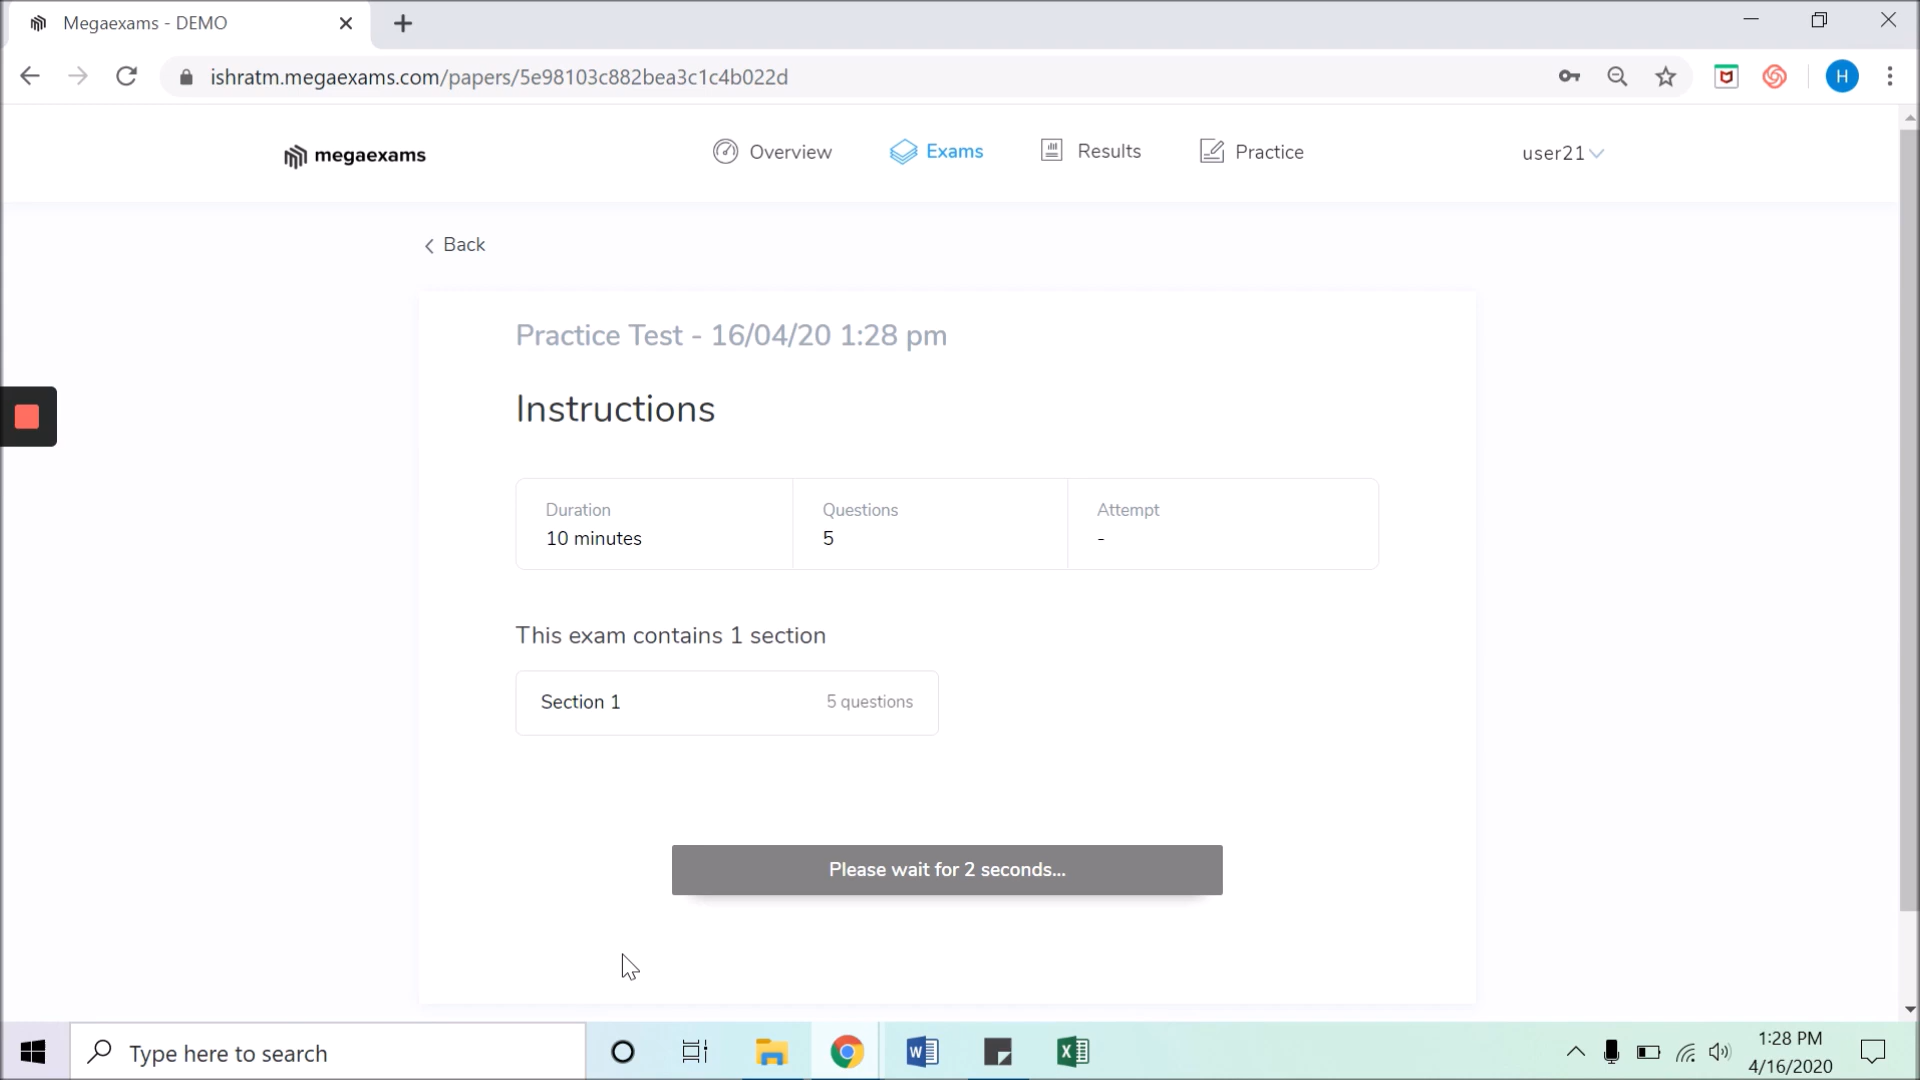 Megaexams - DEMO
ishratm.megaexams.com/papers/5e98103c882bea3c1c4b022d
H
megaexams
Overview
Exams
Results
Practice
user21
Back
Practice Test - 16/04/20 1:28 pm
Instructions
Duration
10 minutes
Questions
5
Attempt
-
This exam contains 1 section
Section 1
5 questions
Please wait for 2 seconds...
Type here to search
1:28 PM
4/16/2020